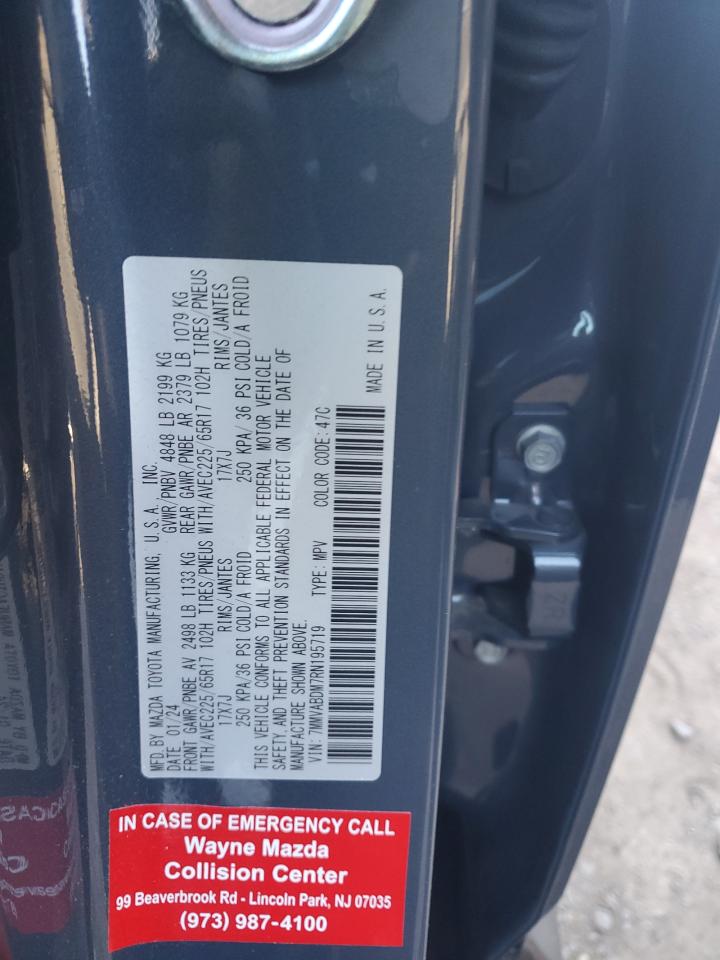 MFD. BY MAZDA TOYOTA MANUFACTURING, U.S.A., INC.
DATE 01/24 GVWR/PNBV 4848 LB 2199 KG
FRONT GAWR/PNBE AV 2498 LB 1133 KG REAR GAWR/PNBE AR 2379 LB 1079 KG
WITH/AVEC225/65R17 102H TIRES/PNEUS WITH/AVEC225/65R17 102H TIRES/PNEUS
17X7J RIMS/JANTES 17X7J RIMS/JANTES
250 KPA/36 PSI COLD/A FROID 250 KPA/ 36 PSI COLD/A FROID
THIS VEHICLE CONFORMS TO ALL APPLICABLE FEDERAL MOTOR VEHICLE
SAFETY, AND THEFT PREVENTION STANDARDS IN EFFECT ON THE DATE OF
MANUFACTURE SHOWN ABOVE.
VIN: 7MMVABDM7RN195719 TYPE: MPV COLOR CODE: 47C
MADE IN U.S.A.
IN CASE OF EMERGENCY CALL
Wayne Mazda
Collision Center
99 Beaverbrook Rd - Lincoln Park, NJ 07035
(973) 987-4100